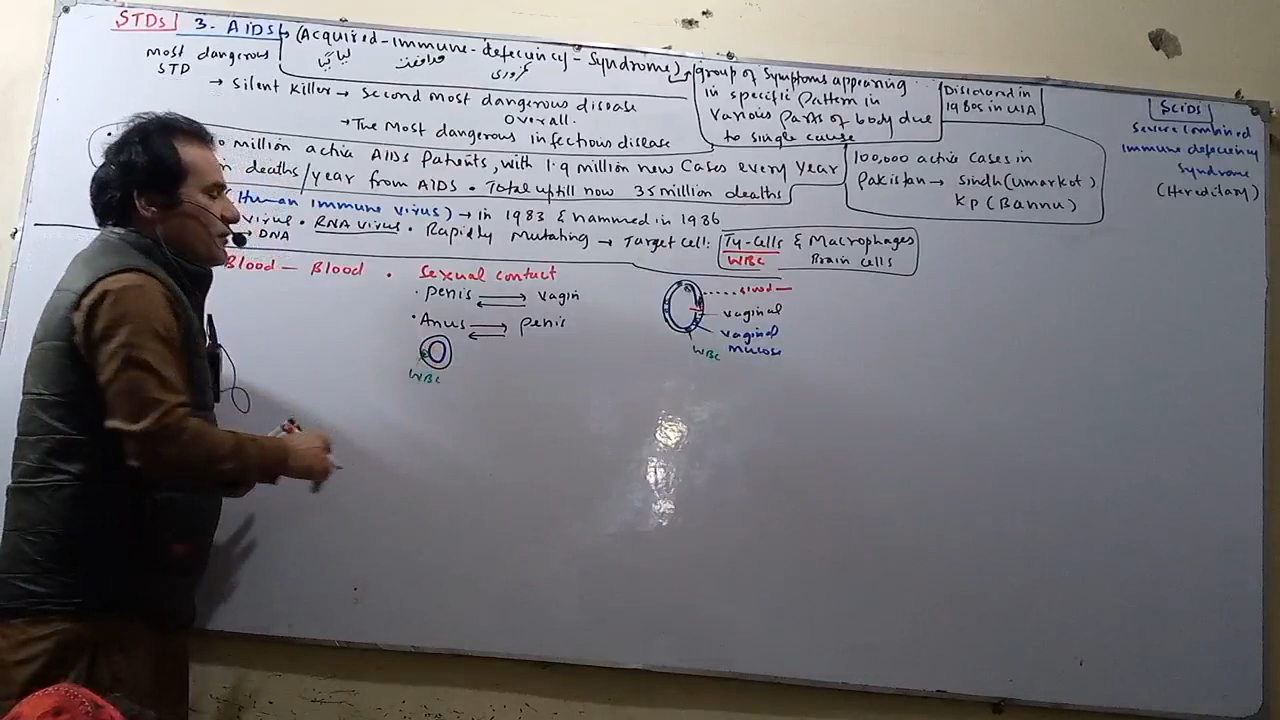 STDs 3. AIDS → (Acquired-Immune-defeciency-Syndrome)
لیا گیا مدافعت کمزوری
Most dangerous
STD
→ Silent Killer → Second most dangerous disease
overall.
→ The Most dangerous infectious disease
group of Symptoms appearing
in specific pattern in
Various parts of body due
to single cause
Discovered in
1980s in USA
SCIDS
Severe Combined
Immune defeciency
Syndrome
(Hereditary)
0 million active AIDS Patients, with 1.9 million new Cases every year
deaths/year from AIDS • Total uptill now 35 million deaths
100,000 active cases in
Pakistan → Sindh (Umarkot)
KP (Bannu)
Human Immune Virus) → in 1983 & nammed in 1986
virus • RNA virus • Rapidly Mutating → Target cell: T4-Cells & Macrophages
→ DNA
WBC Brain cells
Blood — Blood • Sexual contact
• Penis ⇄ vagin
• Anus ⇄ penis
WBC
Blood
vaginal
vaginal
mucosa
WBC